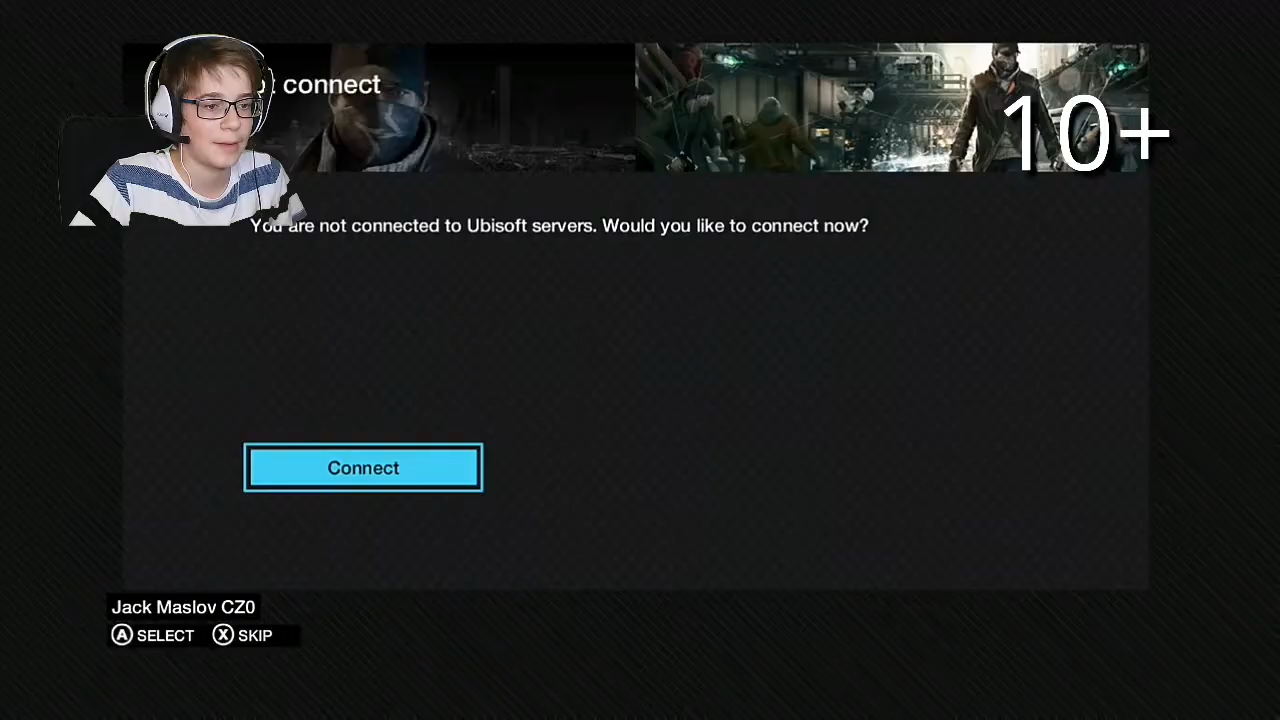 connect
10+
You are not connected to Ubisoft servers. Would you like to connect now?
Connect
Jack Maslov CZ0
A SELECT X SKIP